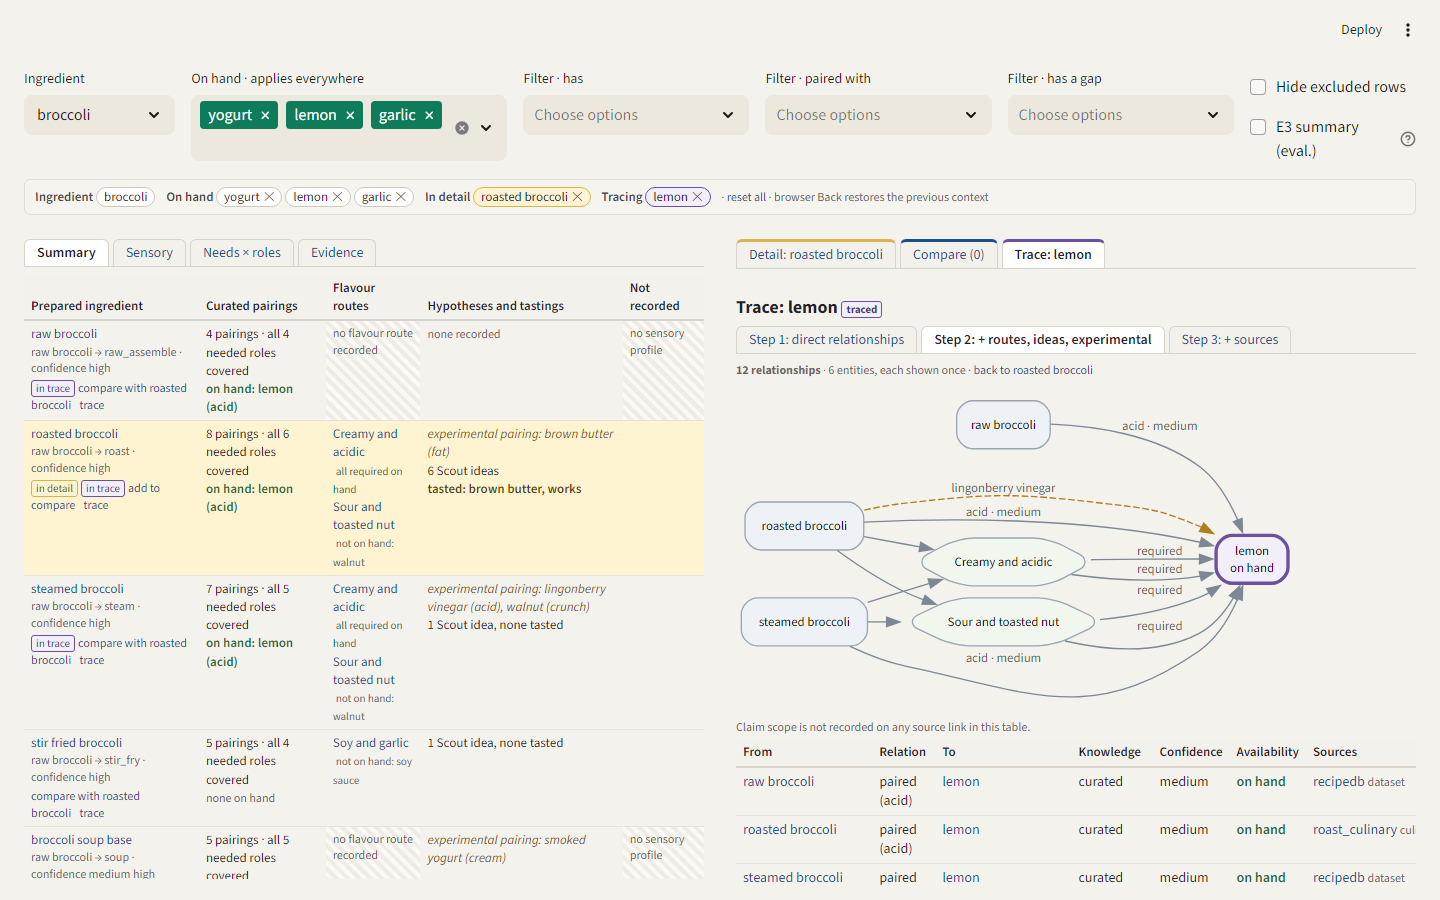 Deploy
Ingredient
On hand · applies everywhere
Filter · has
Filter · paired with
Filter · has a gap
broccoli
yogurt × lemon × garlic ×
Choose options
Choose options
Choose options
Hide excluded rows
E3 summary
(eval.)
Ingredient broccoli On hand yogurt × lemon × garlic × In detail roasted broccoli × Tracing lemon × · reset all · browser Back restores the previous context
Summary
Sensory
Needs × roles
Evidence
Prepared ingredient
Curated pairings
Flavour
routes
Hypotheses and tastings
Not
recorded
raw broccoli
raw broccoli → raw_assemble ·
confidence high
in trace compare with roasted
broccoli trace
4 pairings · all 4
needed roles
covered
on hand: lemon
(acid)
no flavour route
recorded
none recorded
no sensory
profile
roasted broccoli
raw broccoli → roast ·
confidence high
in detail in trace add to
compare trace
8 pairings · all 6
needed roles
covered
on hand: lemon
(acid)
Creamy and
acidic
all required on
hand
Sour and
toasted nut
not on hand:
walnut
experimental pairing: brown butter
(fat)
6 Scout ideas
tasted: brown butter, works
steamed broccoli
raw broccoli → steam ·
confidence high
in trace compare with roasted
broccoli trace
7 pairings · all 5
needed roles
covered
on hand: lemon
(acid)
Creamy and
acidic
all required on
hand
Sour and
toasted nut
not on hand:
walnut
experimental pairing: lingonberry
vinegar (acid), walnut (crunch)
1 Scout idea, none tasted
stir fried broccoli
raw broccoli → stir_fry ·
confidence high
compare with roasted
broccoli trace
5 pairings · all 4
needed roles
covered
none on hand
Soy and garlic
not on hand: soy
sauce
1 Scout idea, none tasted
broccoli soup base
raw broccoli → soup ·
confidence medium high
5 pairings · all 5
needed roles
covered
no flavour route
recorded
experimental pairing: smoked
yogurt (cream)
no sensory
profile
Detail: roasted broccoli
Compare (0)
Trace: lemon
Trace: lemon traced
Step 1: direct relationships
Step 2: + routes, ideas, experimental
Step 3: + sources
12 relationships · 6 entities, each shown once · back to roasted broccoli
raw broccoli
acid · medium
lingonberry vinegar
acid · medium
roasted broccoli
Creamy and acidic
required
required
lemon
on hand
required
steamed broccoli
Sour and toasted nut
required
acid · medium
Claim scope is not recorded on any source link in this table.
From
Relation
To
Knowledge
Confidence
Availability
Sources
raw broccoli
paired
(acid)
lemon
curated
medium
on hand
recipedb dataset
roasted broccoli
paired
(acid)
lemon
curated
medium
on hand
roast_culinary cul
steamed broccoli
paired
lemon
curated
medium
on hand
recipedb dataset